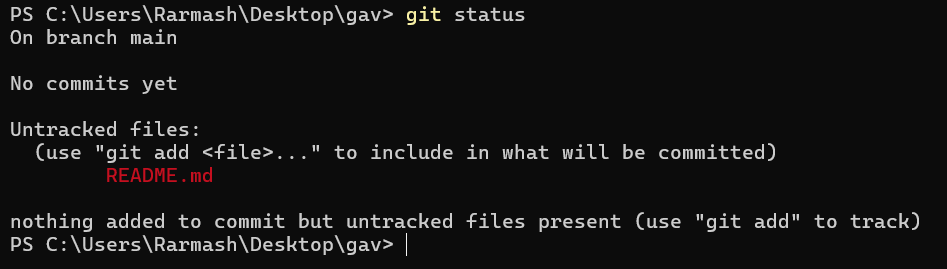 PS C:\Users\Rarmash\Desktop\gav> git status
On branch main
No commits yet
Untracked files:
  (use "git add <file>..." to include in what will be committed)
        README.md
nothing added to commit but untracked files present (use "git add" to track)
PS C:\Users\Rarmash\Desktop\gav>